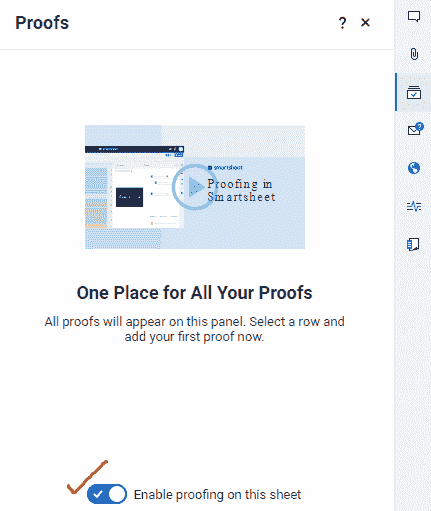 Proofs
?
smartsheet
Proofing in
Smartsheet
One Place for All Your Proofs
All proofs will appear on this panel. Select a row and
add your first proof now.
Enable proofing on this sheet